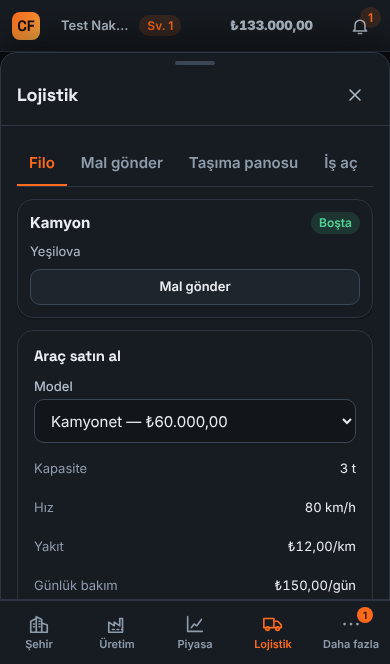 CF Test Nak... Sv. 1 ₺133.000,00 1
Lojistik
Filo Mal gönder Taşıma panosu İş aç
Kamyon Boşta
Yeşilova
Mal gönder
Araç satın al
Model
Kamyonet — ₺60.000,00
Kapasite 3 t
Hız 80 km/h
Yakıt ₺12,00/km
Günlük bakım ₺150,00/gün
1
Şehir Üretim Piyasa Lojistik Daha fazla